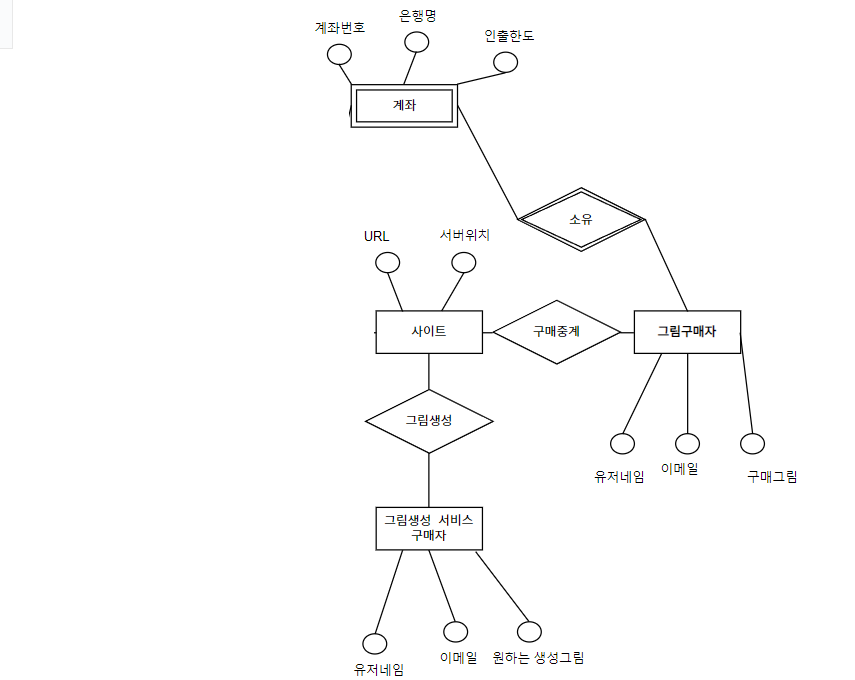 은행명
계좌번호
인출한도
계좌
소유
URL
서버위치
사이트
구매중계
그림구매자
그림생성
유저네임
이메일
구매그림
그림생성 서비스
구매자
유저네임
이메일
원하는 생성그림